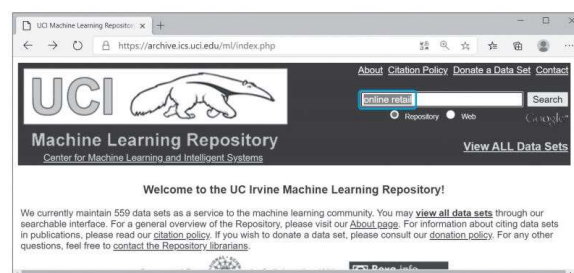 UCI Machine Learning Repositor
https://archive.ics.uci.edu/ml/index.php
About Citation Policy Donate a Data Set Contact
online retail
Search
Repository Web
Google
UCI
Machine Learning Repository
Center for Machine Learning and Intelligent Systems
View ALL Data Sets
Welcome to the UC Irvine Machine Learning Repository!
We currently maintain 559 data sets as a service to the machine learning community. You may view all data sets through our
searchable interface. For a general overview of the Repository, please visit our About page. For information about citing data sets
in publications, please read our citation policy. If you wish to donate a data set, please consult our donation policy. For any other
questions, feel free to contact the Repository librarians.